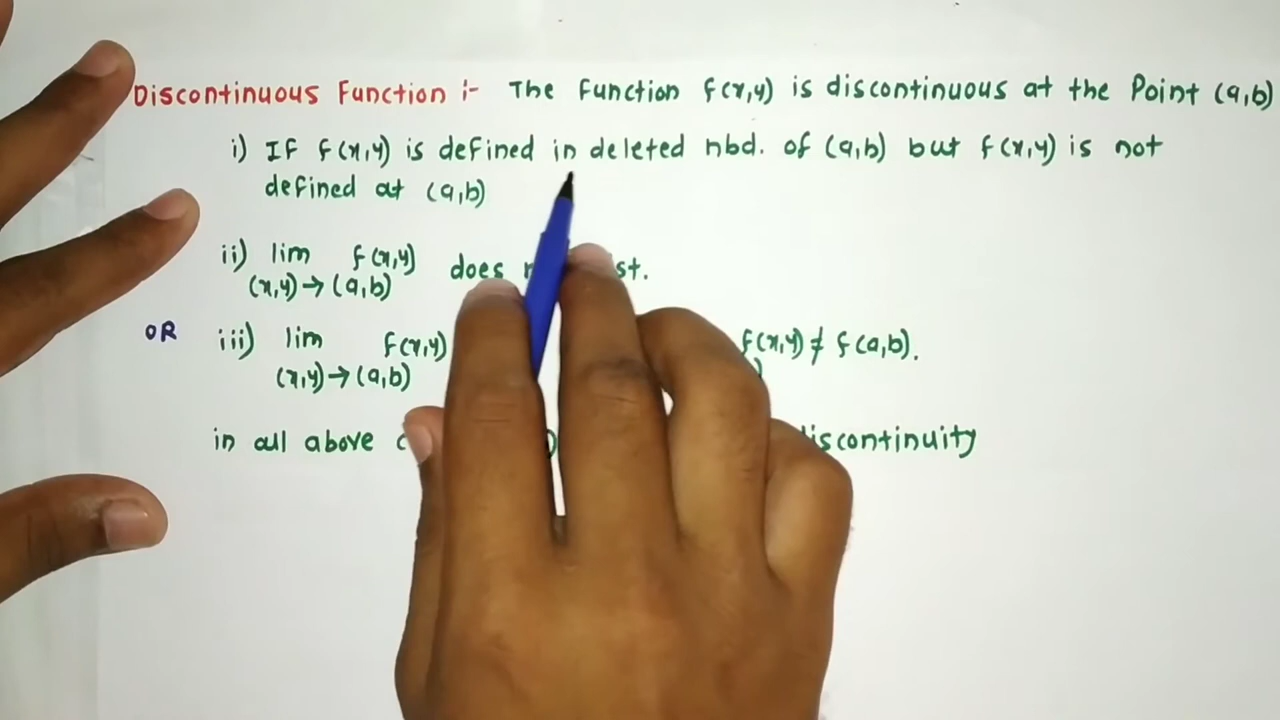 Discontinuous Function :- The function f(x,y) is discontinuous at the point (a,b)
i) If f(x,y) is defined in deleted nbd. of (a,b) but f(x,y) is not
defined at (a,b)
ii) lim f(x,y) does st.
(x,y)→(a,b)
OR iii) lim f(x,y) f(x,y) ≠ f(a,b).
(x,y)→(a,b) )
in all above discontinuity